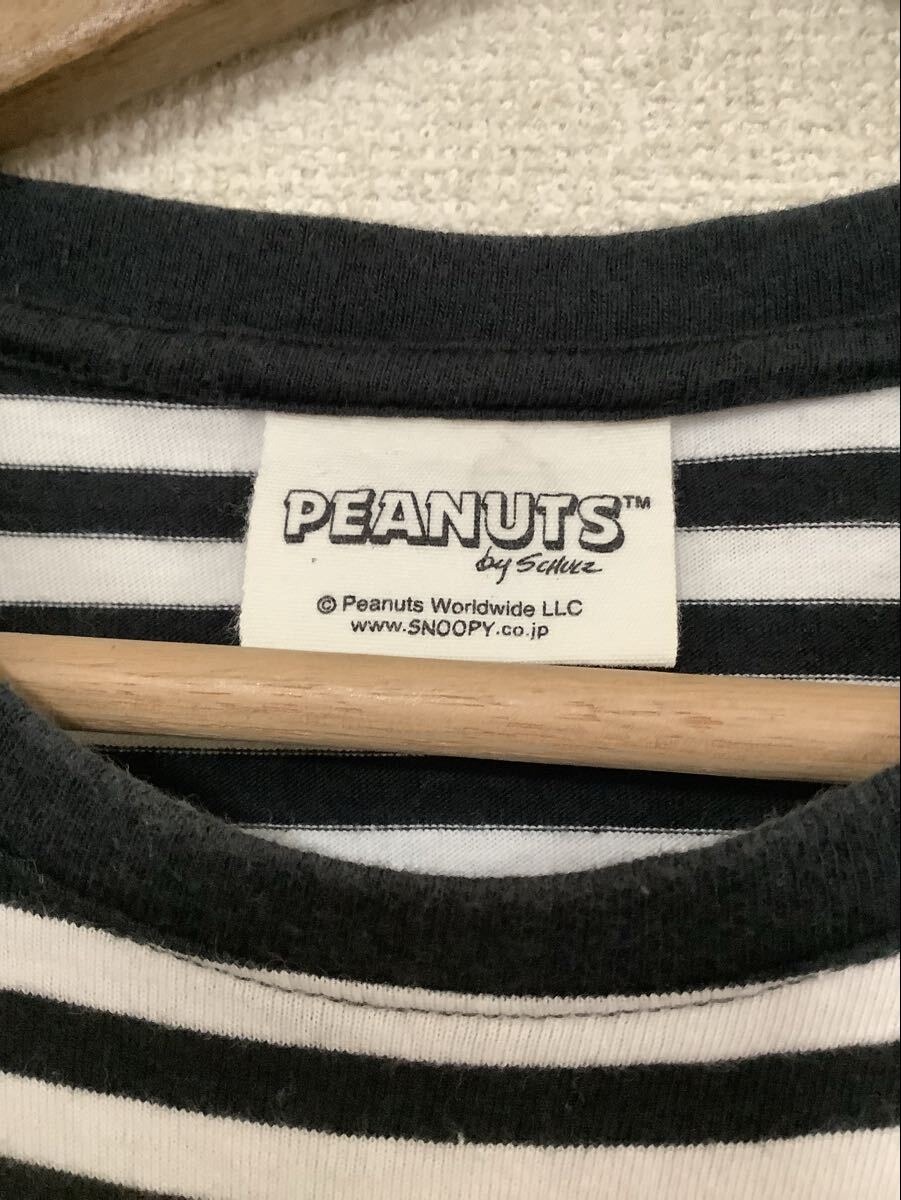 PEANUTS™
by SCHULZ
© Peanuts Worldwide LLC
www.SNOOPY.co.jp